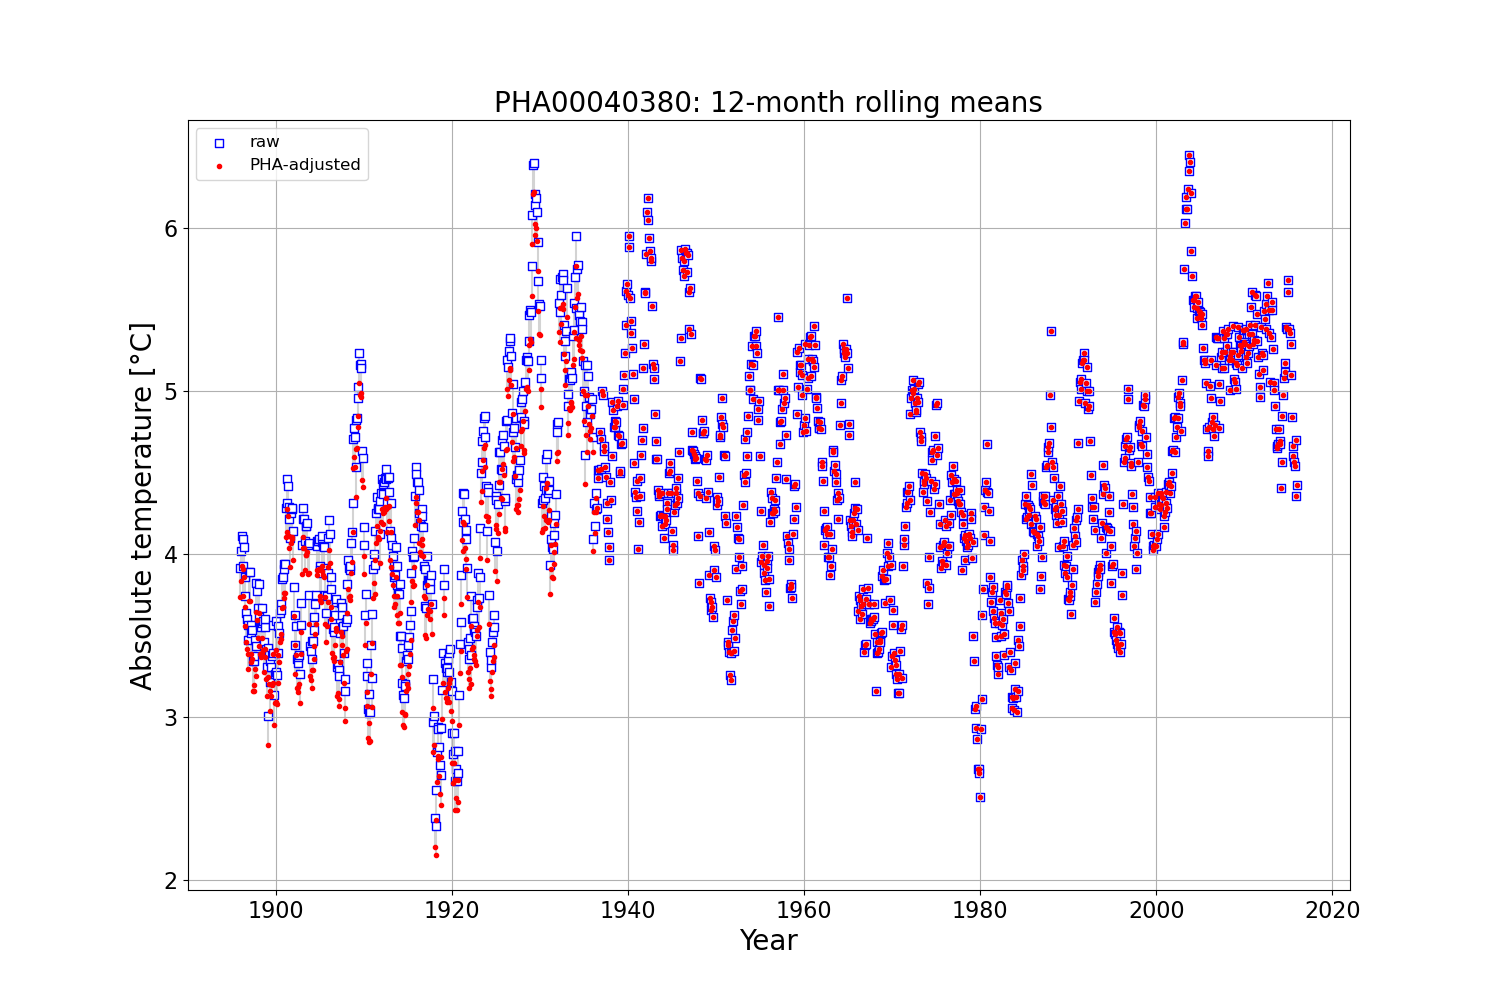 PHA00040380: 12-month rolling means
raw
PHA-adjusted
Absolute temperature [°C]
6
5
4
3
2
1900 1920 1940 1960 1980 2000 2020
Year